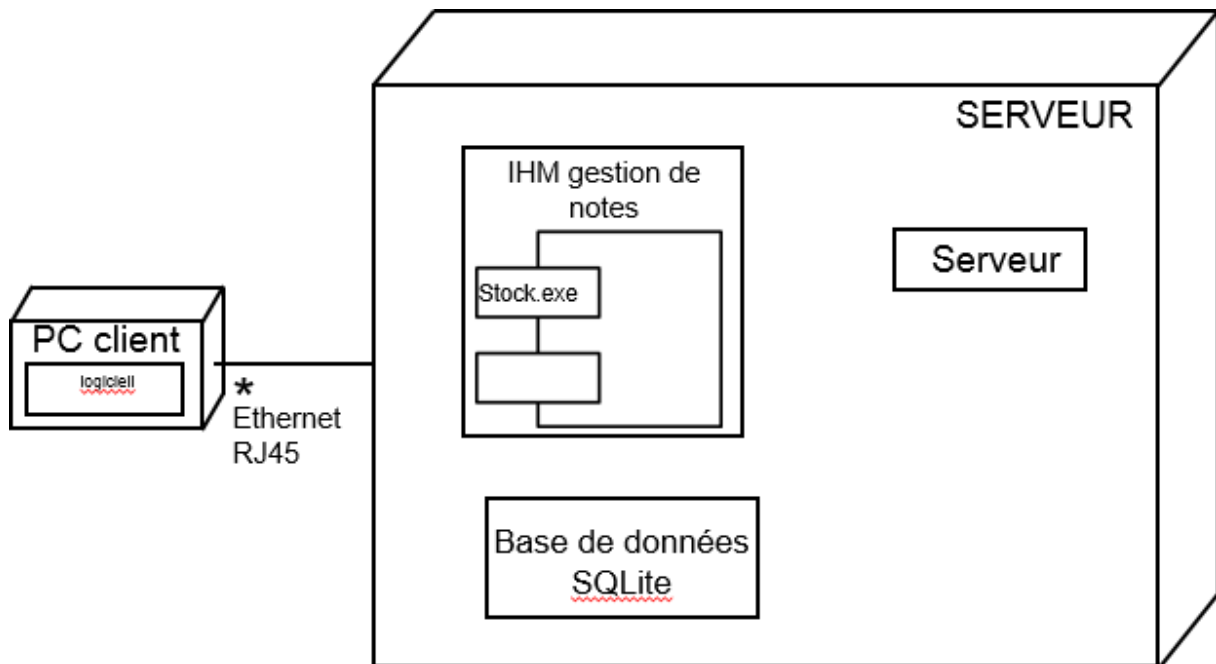 SERVEUR
IHM gestion de
notes
Serveur
Stock.exe
PC client
logiciell
*
Ethernet
RJ45
Base de données
SQLite